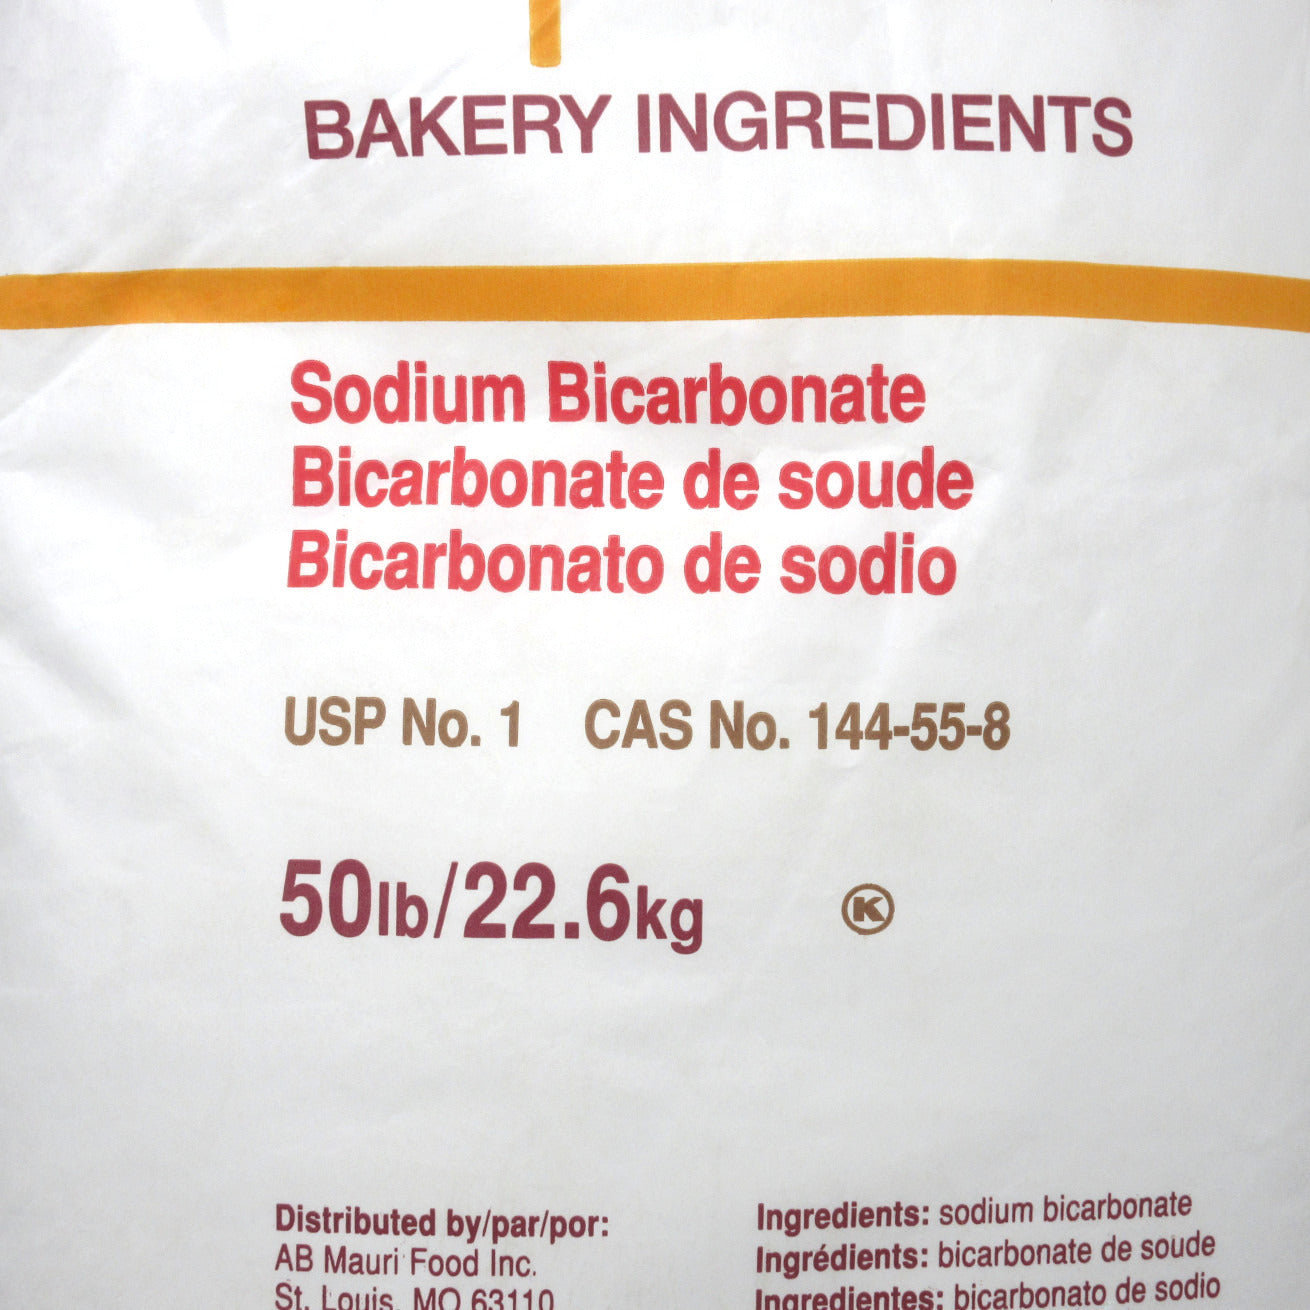 BAKERY INGREDIENTS
Sodium Bicarbonate
Bicarbonate de soude
Bicarbonato de sodio
USP No. 1 CAS No. 144-55-8
50lb/22.6kg
K
Distributed by/par/por:
AB Mauri Food Inc.
St. Louis, MO 63110
Ingredients: sodium bicarbonate
Ingrédients: bicarbonate de soude
Ingredientes: bicarbonato de sodio